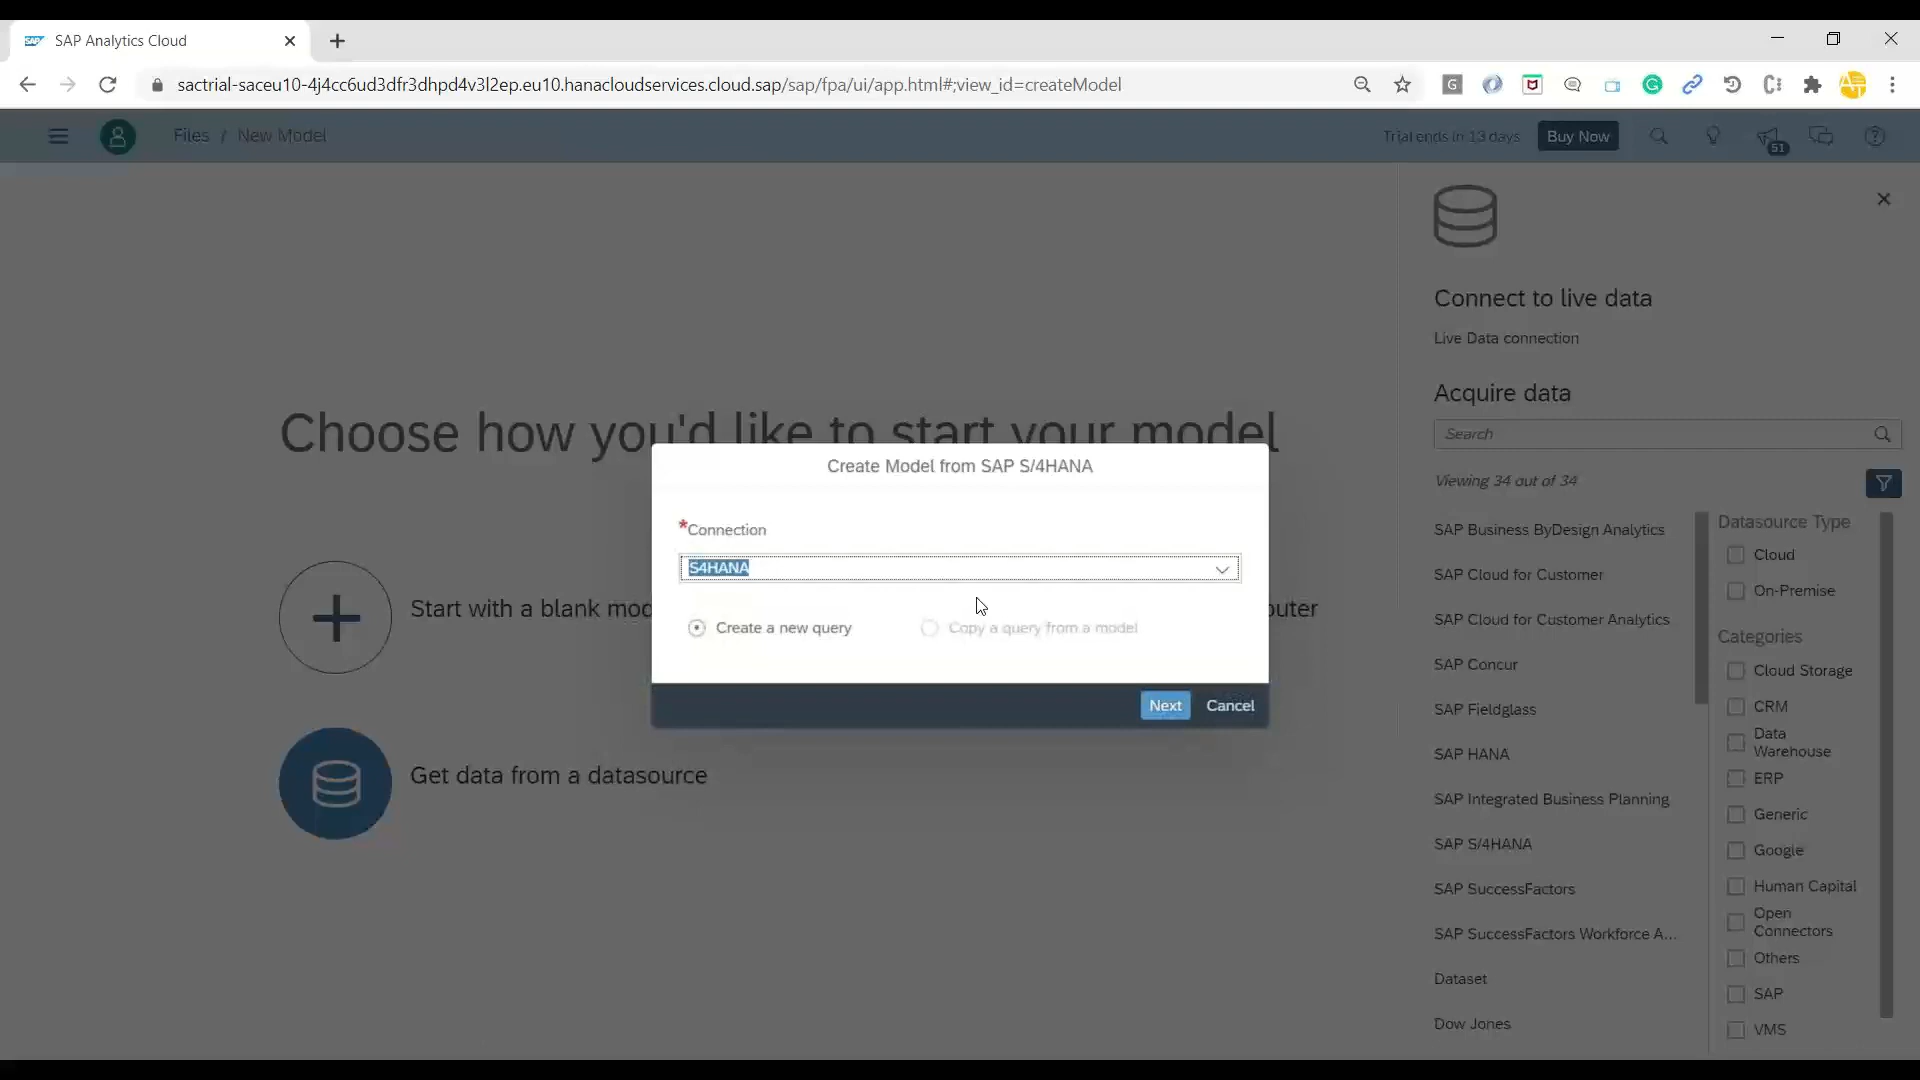 SAP Analytics Cloud
sactrial-saceu10-4j4cc6ud3dfr3dhpd4v3l2ep.eu10.hanacloudservices.cloud.sap/sap/fpa/ui/app.html#;view_id=createModel
Files / New Model
Trial ends in 13 days
Buy Now
51
Choose how you'd like to start your model
Start with a blank mod
outer
Get data from a datasource
Create Model from SAP S/4HANA
*Connection
S4HANA
Create a new query
Copy a query from a model
Next
Cancel
Connect to live data
Live Data connection
Acquire data
Search
Viewing 34 out of 34
SAP Business ByDesign Analytics
SAP Cloud for Customer
SAP Cloud for Customer Analytics
SAP Concur
SAP Fieldglass
SAP HANA
SAP Integrated Business Planning
SAP S/4HANA
SAP SuccessFactors
SAP SuccessFactors Workforce A...
Dataset
Dow Jones
Datasource Type
Cloud
On-Premise
Categories
Cloud Storage
CRM
Data
Warehouse
ERP
Generic
Google
Human Capital
Open
Connectors
Others
SAP
VMS